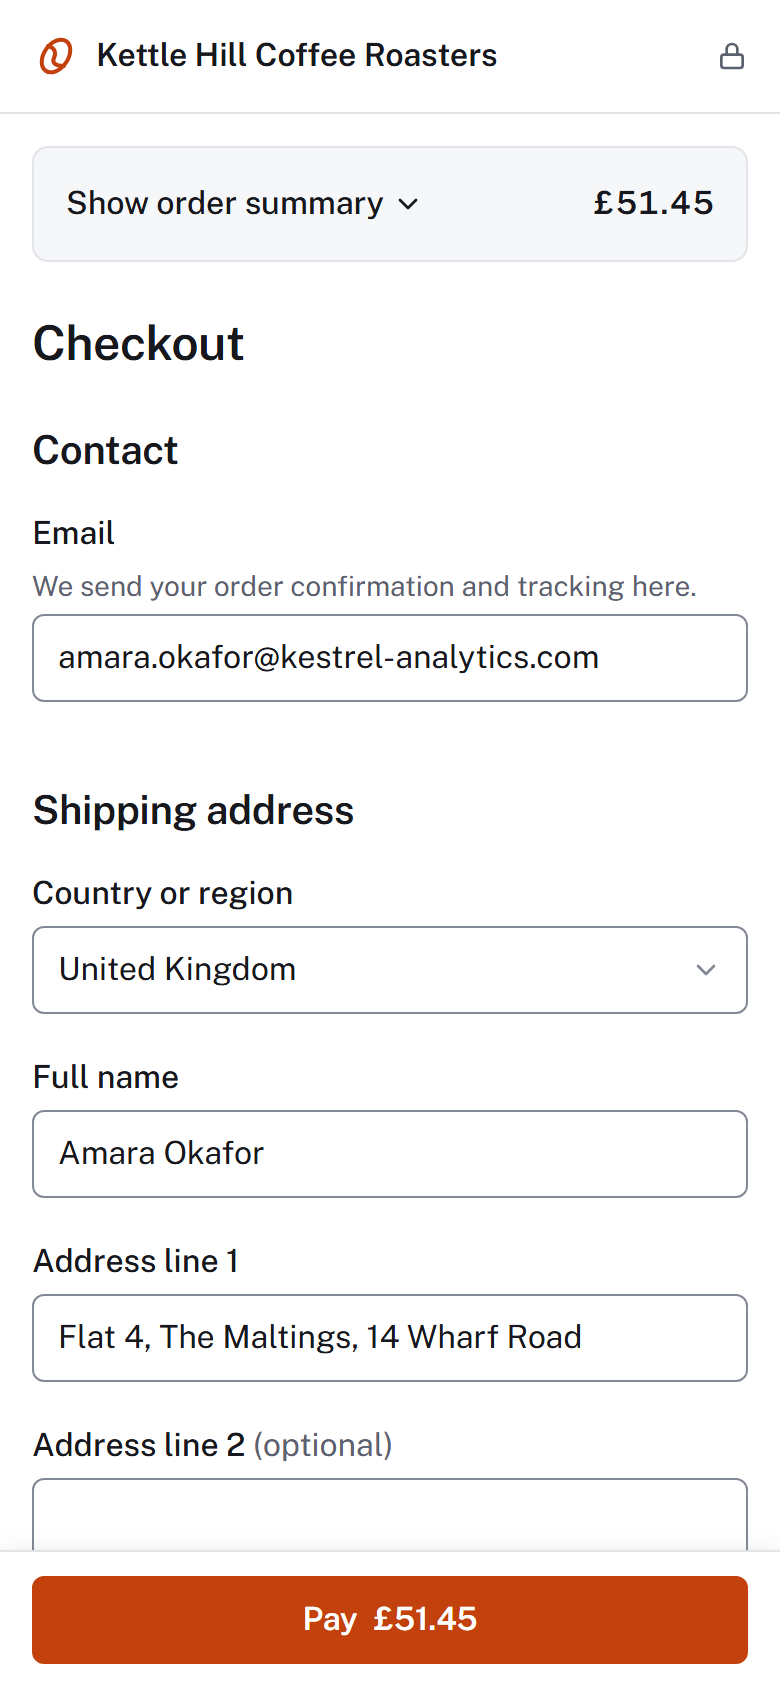 Kettle Hill Coffee Roasters
Show order summary £51.45
Checkout
Contact
Email
We send your order confirmation and tracking here.
amara.okafor@kestrel-analytics.com
Shipping address
Country or region
United Kingdom
Full name
Amara Okafor
Address line 1
Flat 4, The Maltings, 14 Wharf Road
Address line 2 (optional)
Pay £51.45